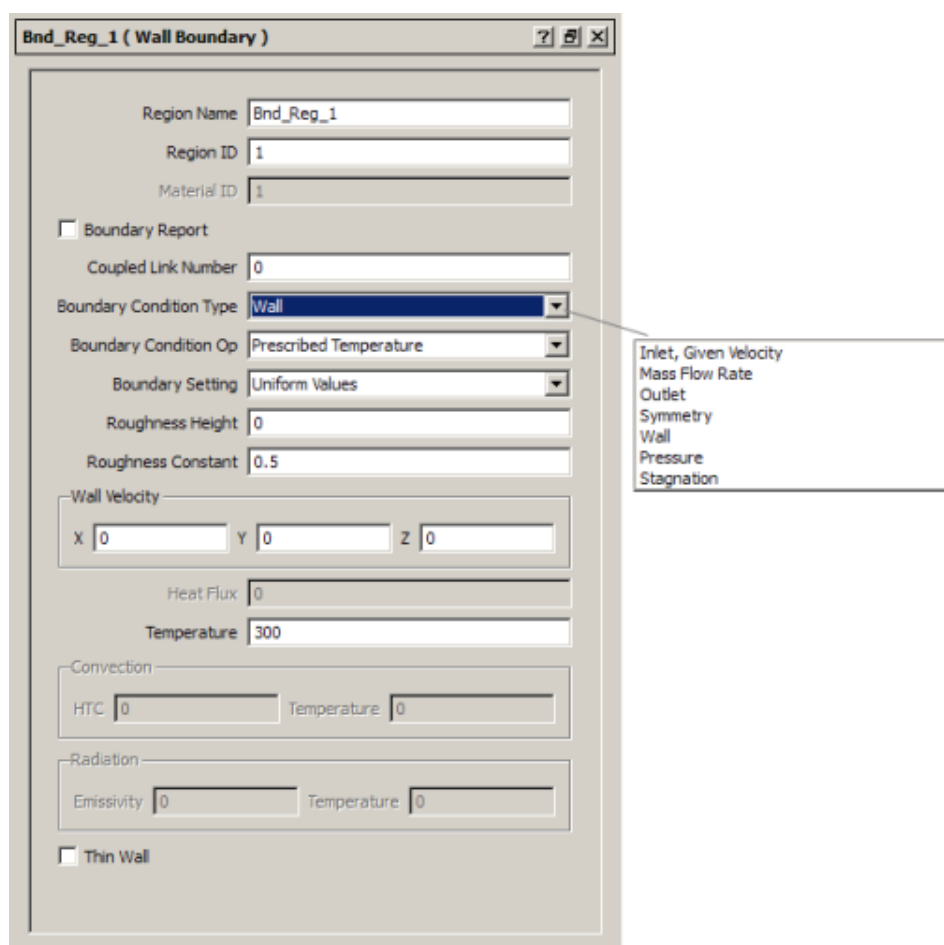 Bnd_Reg_1 ( Wall Boundary )
Region Name Bnd_Reg_1
Region ID 1
Material ID 1
Boundary Report
Coupled Link Number 0
Boundary Condition Type Wall
Boundary Condition Op Prescribed Temperature
Boundary Setting Uniform Values
Roughness Height 0
Roughness Constant 0.5
Wall Velocity
X 0 Y 0 Z 0
Heat Flux 0
Temperature 300
Convection
HTC 0 Temperature 0
Radiation
Emissivity 0 Temperature 0
Thin Wall
Inlet, Given Velocity
Mass Flow Rate
Outlet
Symmetry
Wall
Pressure
Stagnation